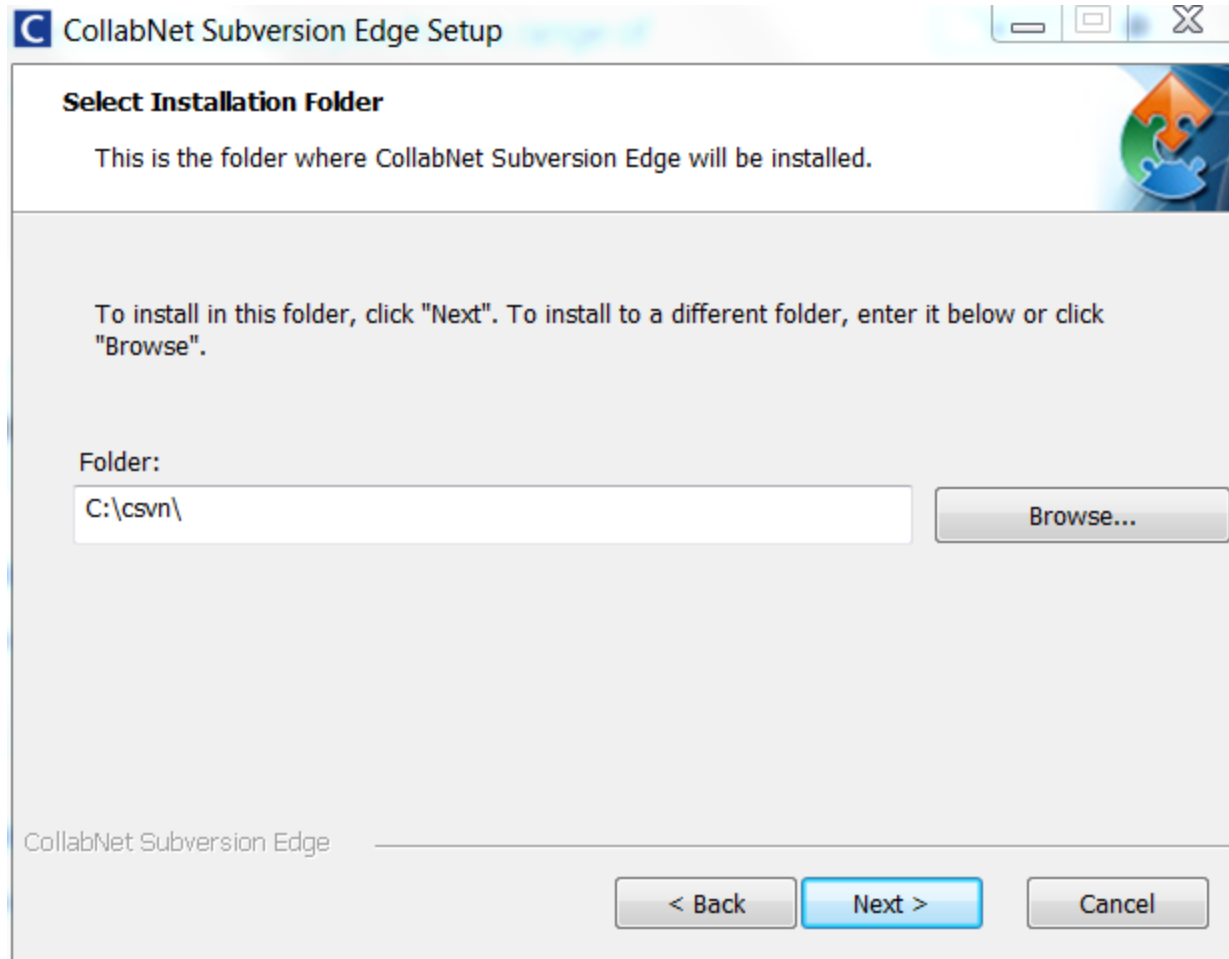 C CollabNet Subversion Edge Setup
Select Installation Folder
This is the folder where CollabNet Subversion Edge will be installed.
To install in this folder, click "Next". To install to a different folder, enter it below or click
"Browse".
Folder:
C:\csvn\
Browse...
CollabNet Subversion Edge
< Back
Next >
Cancel